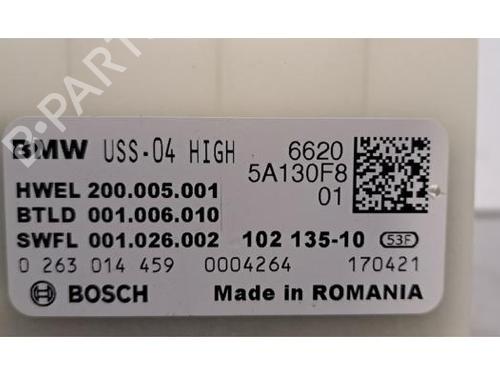 B-PARTS
BMW USS-04 HIGH 6620
5A130F8
01
HWEL 200.005.001
BTLD 001.006.010
SWFL 001.026.002 102 135-10 53F
0 263 014 459 0004264 170421
BOSCH Made in ROMANIA